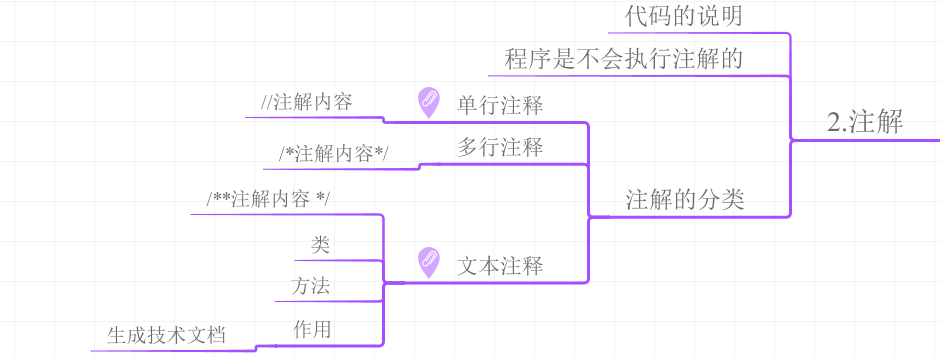 代码的说明
程序是不会执行注解的
2.注解
//注解内容
单行注释
/*注解内容*/
多行注释
注解的分类
/**注解内容 */
类
文本注释
方法
作用
生成技术文档